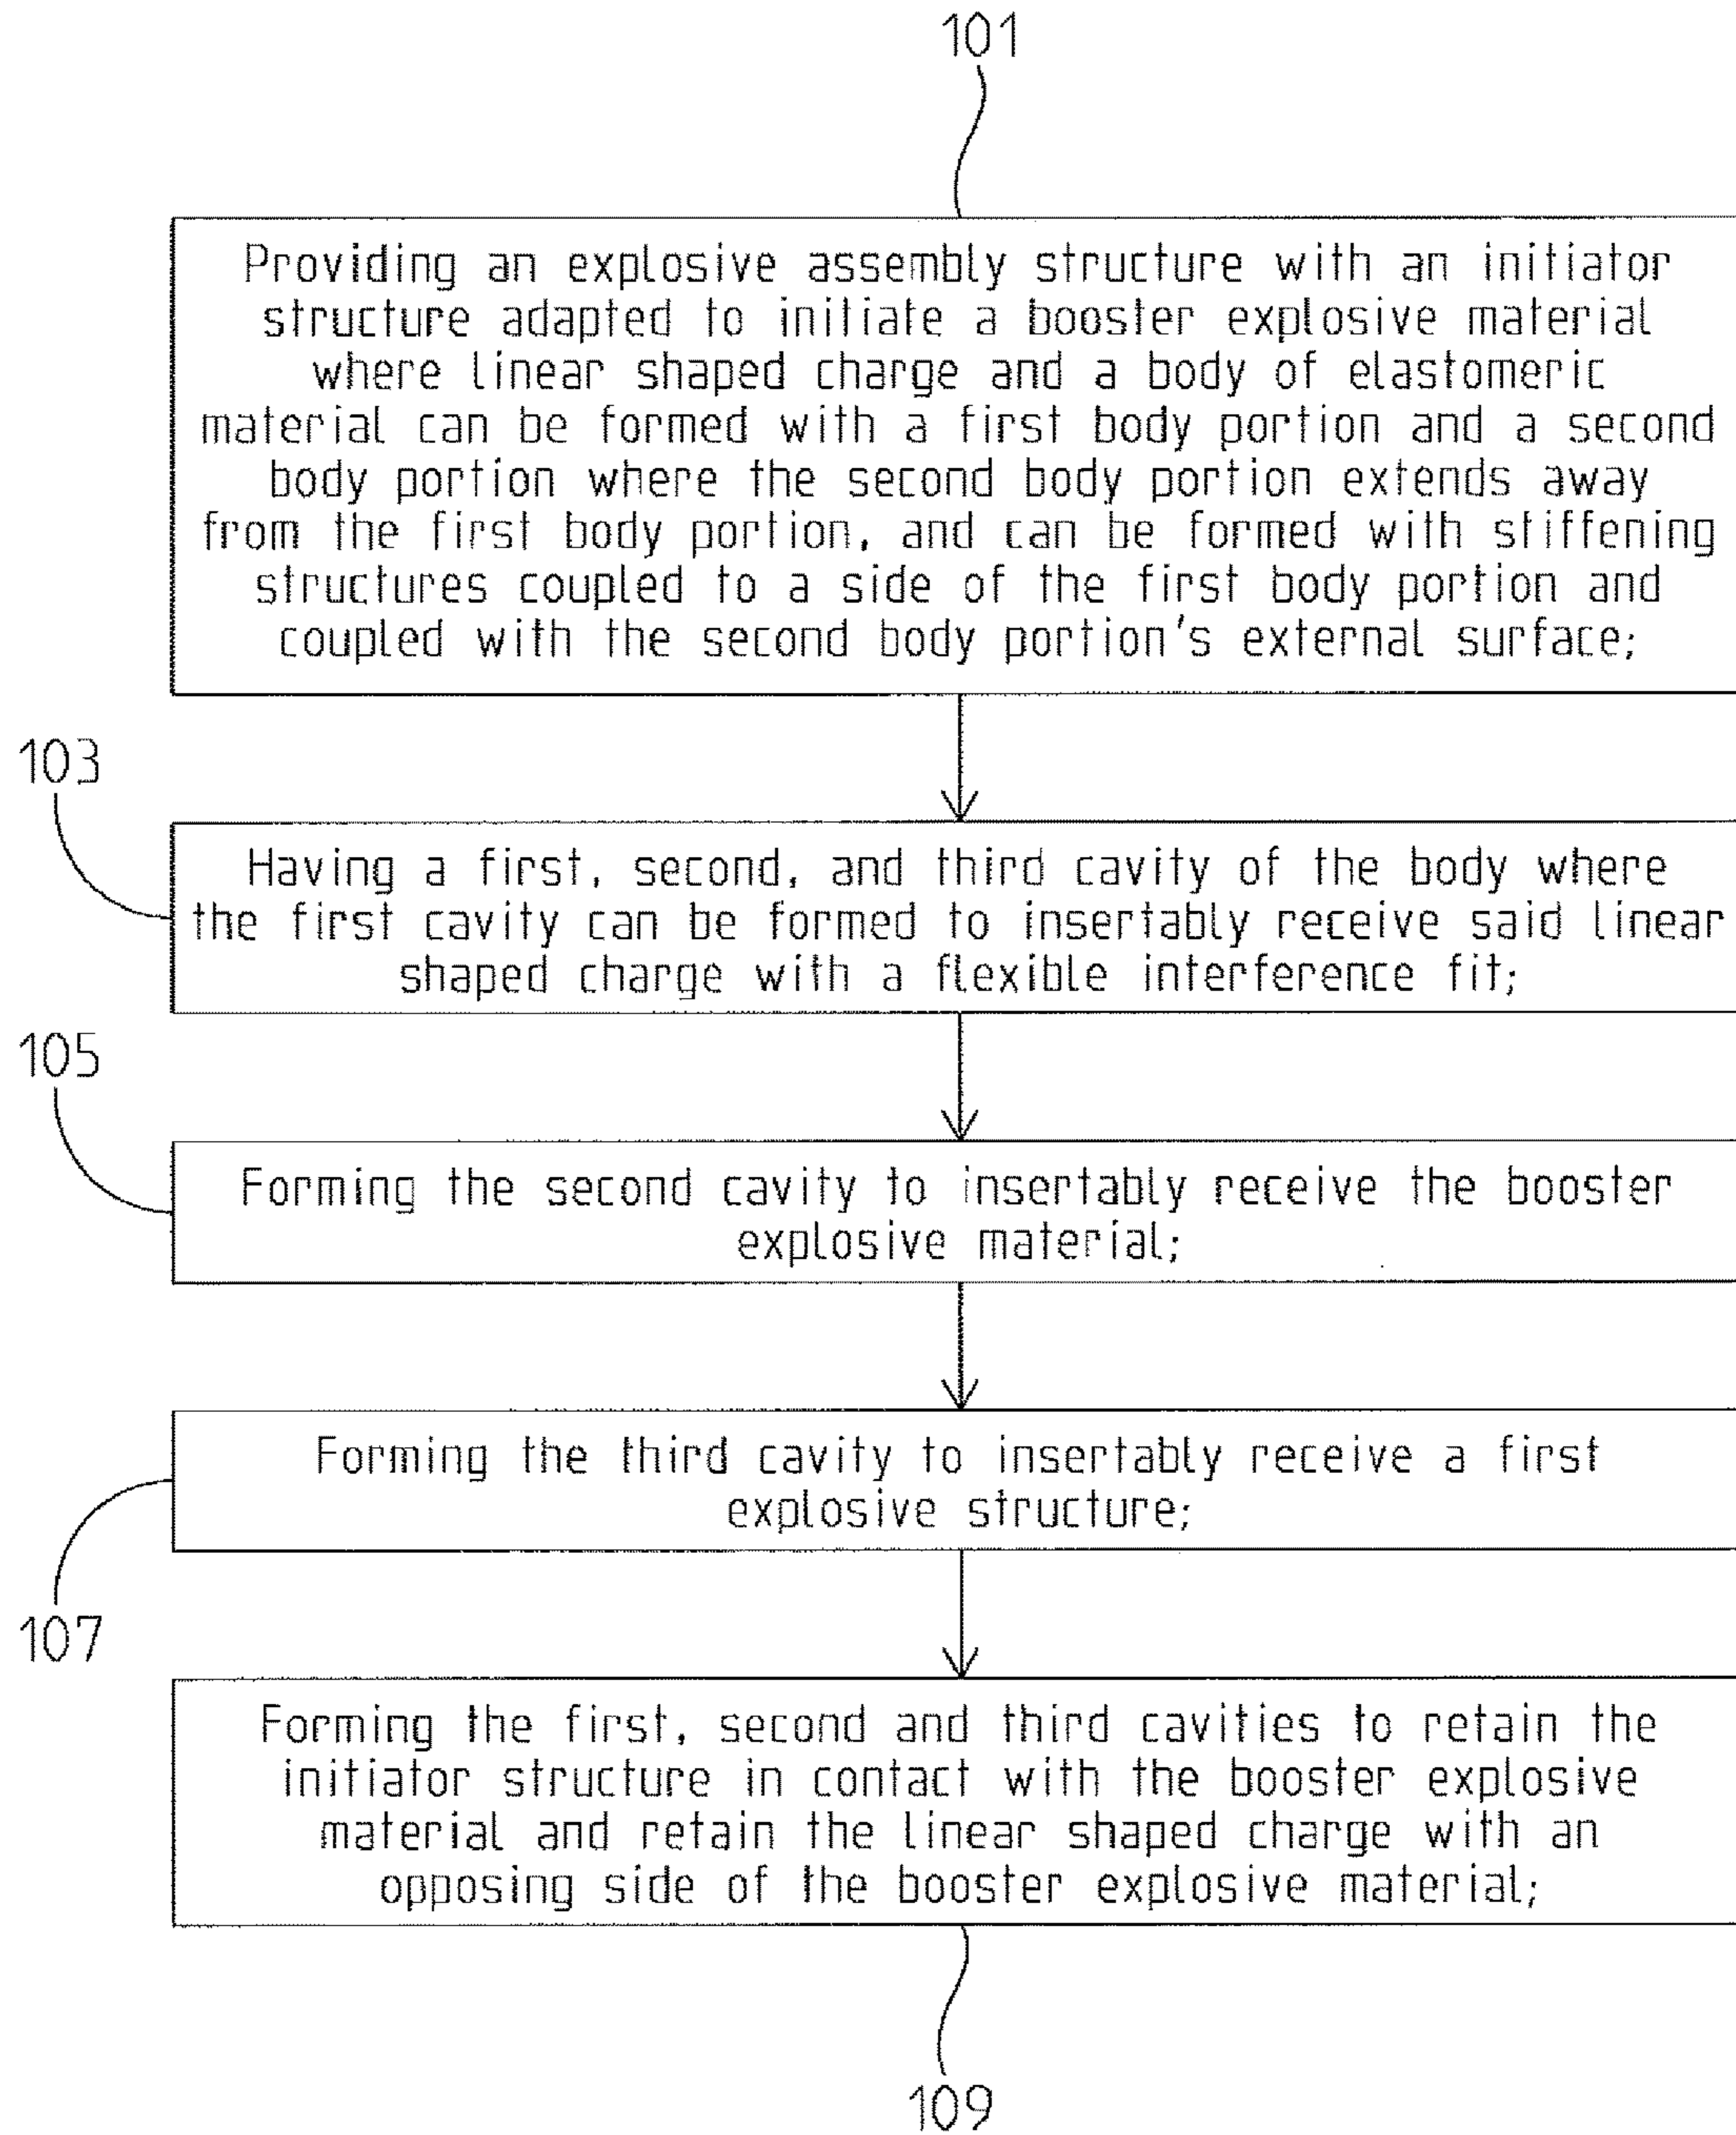 101
Providing an explosive assembly structure with an initiator
structure adapted to initiate a booster explosive material
where linear shaped charge and a body of elastomeric
material can be formed with a first body portion and a second
body portion where the second body portion extends away
from the first body portion, and can be formed with stiffening
structures coupled to a side of the first body portion and
coupled with the second body portion's external surface;
103
Having a first, second, and third cavity of the body where
the first cavity can be formed to insertably receive said linear
shaped charge with a flexible interference fit;
105
Forming the second cavity to insertably receive the booster
explosive material;
Forming the third cavity to insertably receive a first
explosive structure;
107
Forming the first, second and third cavities to retain the
initiator structure in contact with the booster explosive
material and retain the linear shaped charge with an
opposing side of the booster explosive material;
109